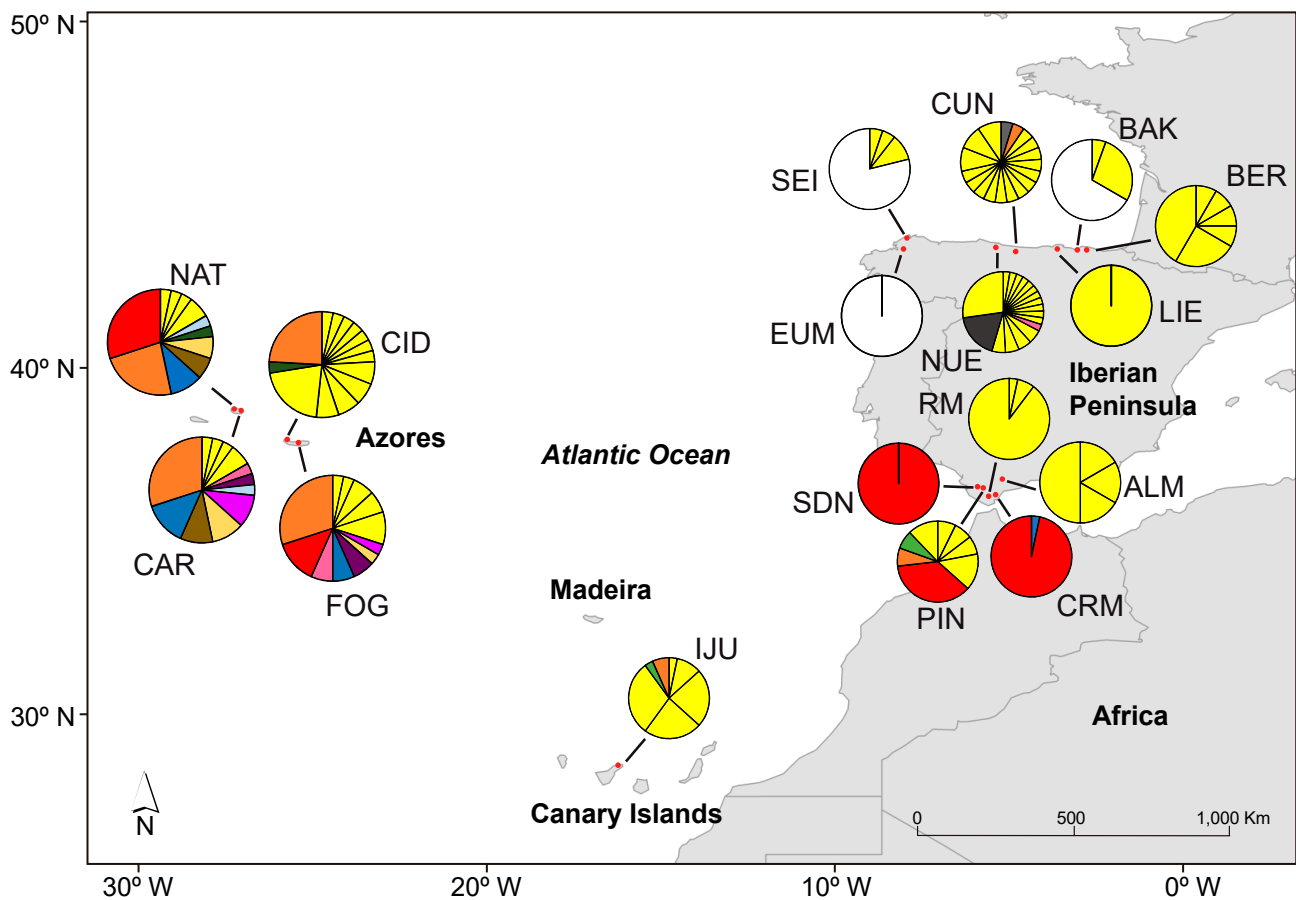 50º N
CUN
BAK
SEI
BER
NAT
CID
EUM
LIE
NUE
40º N
Iberian
Peninsula
RM
Azores
Atlantic Ocean
SDN
ALM
CAR
FOG
Madeira
PIN
CRM
IJU
30º N
Africa
Canary Islands
N
0
500
1,000 Km
30º W
20º W
10º W
0º W